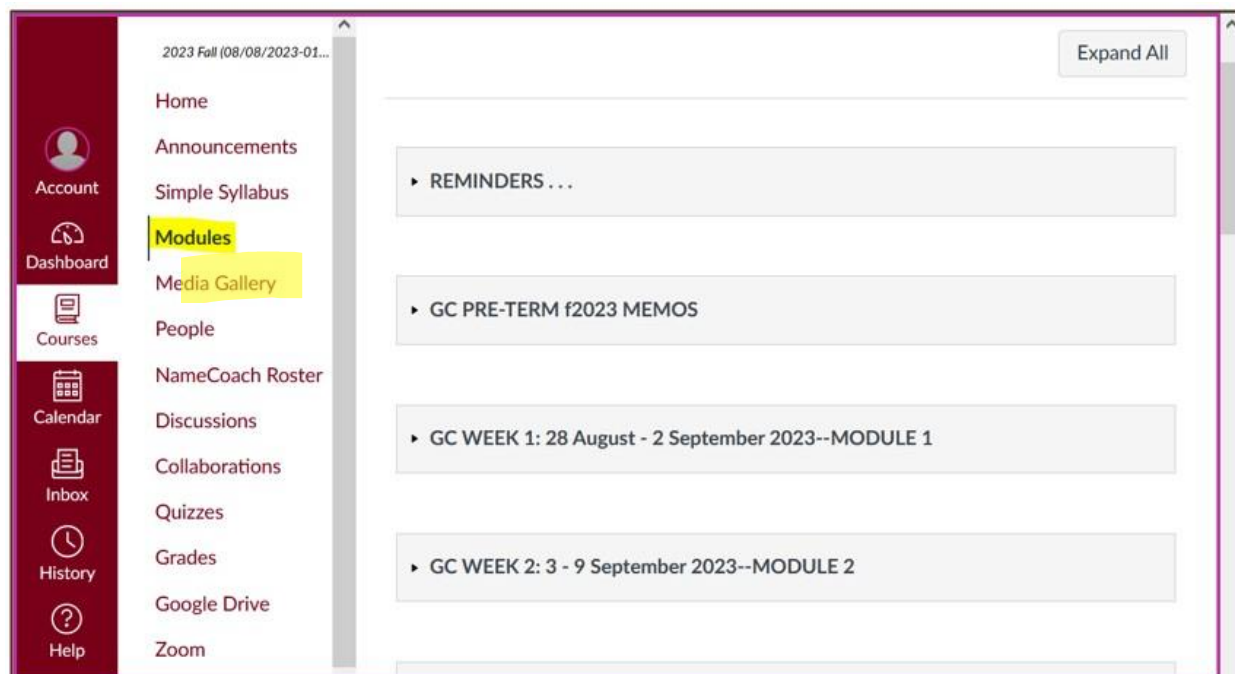 Account
Dashboard
Courses
Calendar
Inbox
History
Help
2023 Fall (08/08/2023-01...
Home
Announcements
Simple Syllabus
Modules
Media Gallery
People
NameCoach Roster
Discussions
Collaborations
Quizzes
Grades
Google Drive
Zoom
Expand All
REMINDERS . . .
GC PRE-TERM f2023 MEMOS
GC WEEK 1: 28 August - 2 September 2023--MODULE 1
GC WEEK 2: 3 - 9 September 2023--MODULE 2